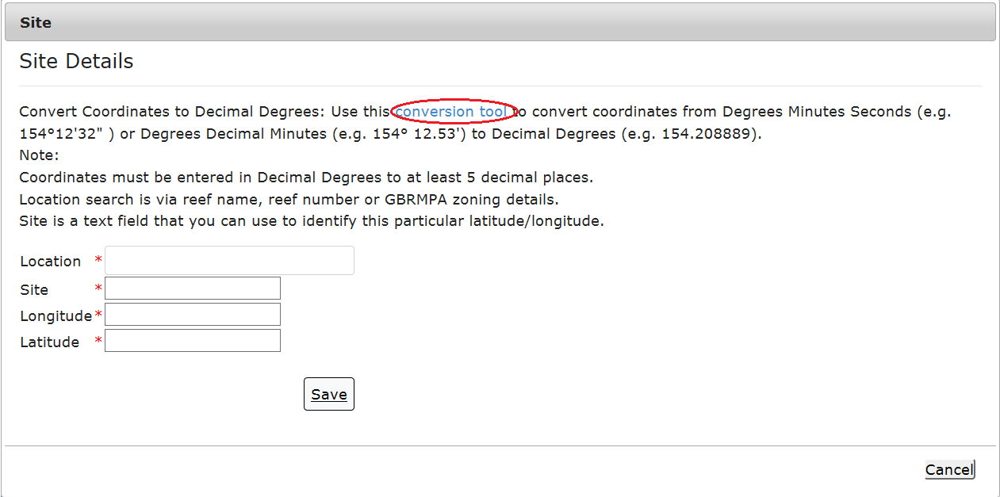 Site
Site Details
Convert Coordinates to Decimal Degrees: Use this conversion tool to convert coordinates from Degrees Minutes Seconds (e.g.
154°12'32" ) or Degrees Decimal Minutes (e.g. 154° 12.53') to Decimal Degrees (e.g. 154.208889).
Note:
Coordinates must be entered in Decimal Degrees to at least 5 decimal places.
Location search is via reef name, reef number or GBRMPA zoning details.
Site is a text field that you can use to identify this particular latitude/longitude.
Location *
Site *
Longitude *
Latitude *
Save
Cancel